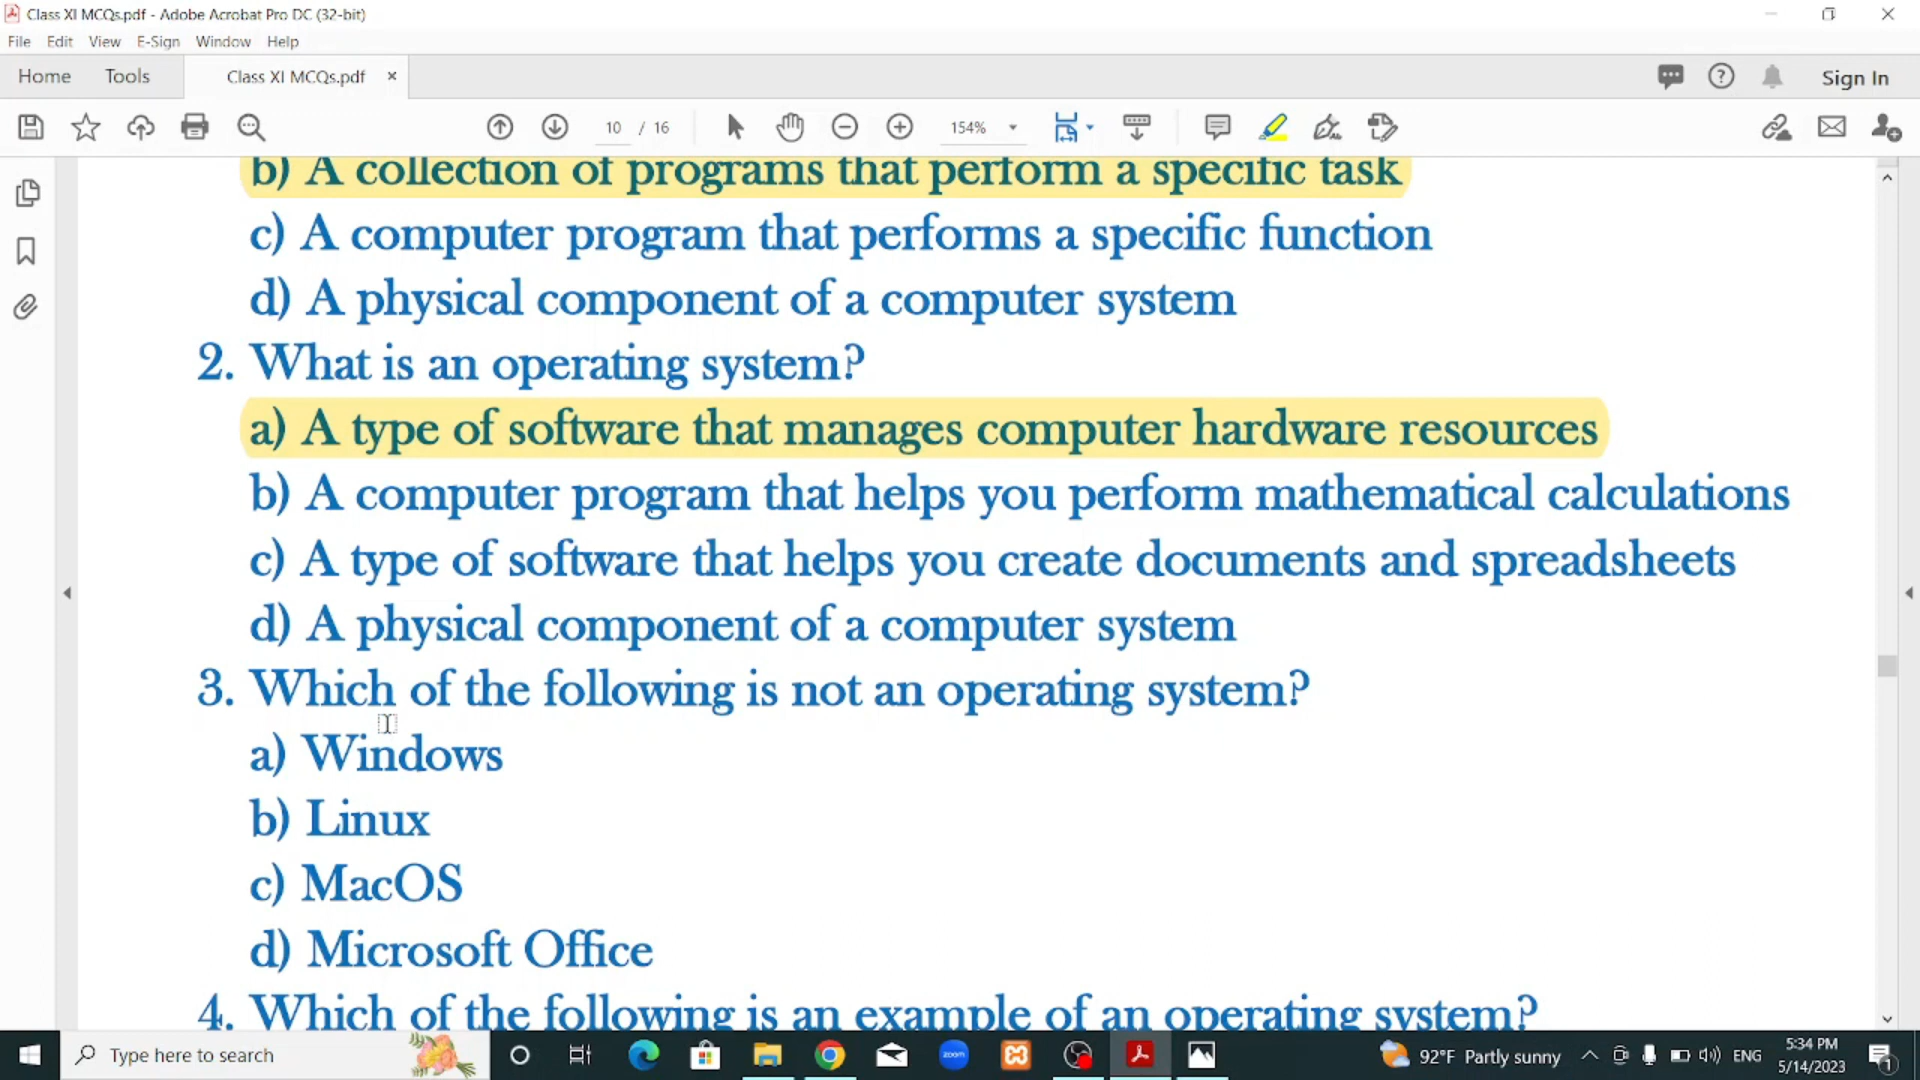 Class XI MCQs.pdf - Adobe Acrobat Pro DC (32-bit)
File Edit View E-Sign Window Help
Home Tools Class XI MCQs.pdf × Sign In
10 / 16 154%
b) A collection of programs that perform a specific task
c) A computer program that performs a specific function
d) A physical component of a computer system
2. What is an operating system?
a) A type of software that manages computer hardware resources
b) A computer program that helps you perform mathematical calculations
c) A type of software that helps you create documents and spreadsheets
d) A physical component of a computer system
3. Which of the following is not an operating system?
a) Windows
b) Linux
c) MacOS
d) Microsoft Office
4. Which of the following is an example of an operating system?
Type here to search zoom 92°F Partly sunny ENG 5:34 PM
5/14/2023 1